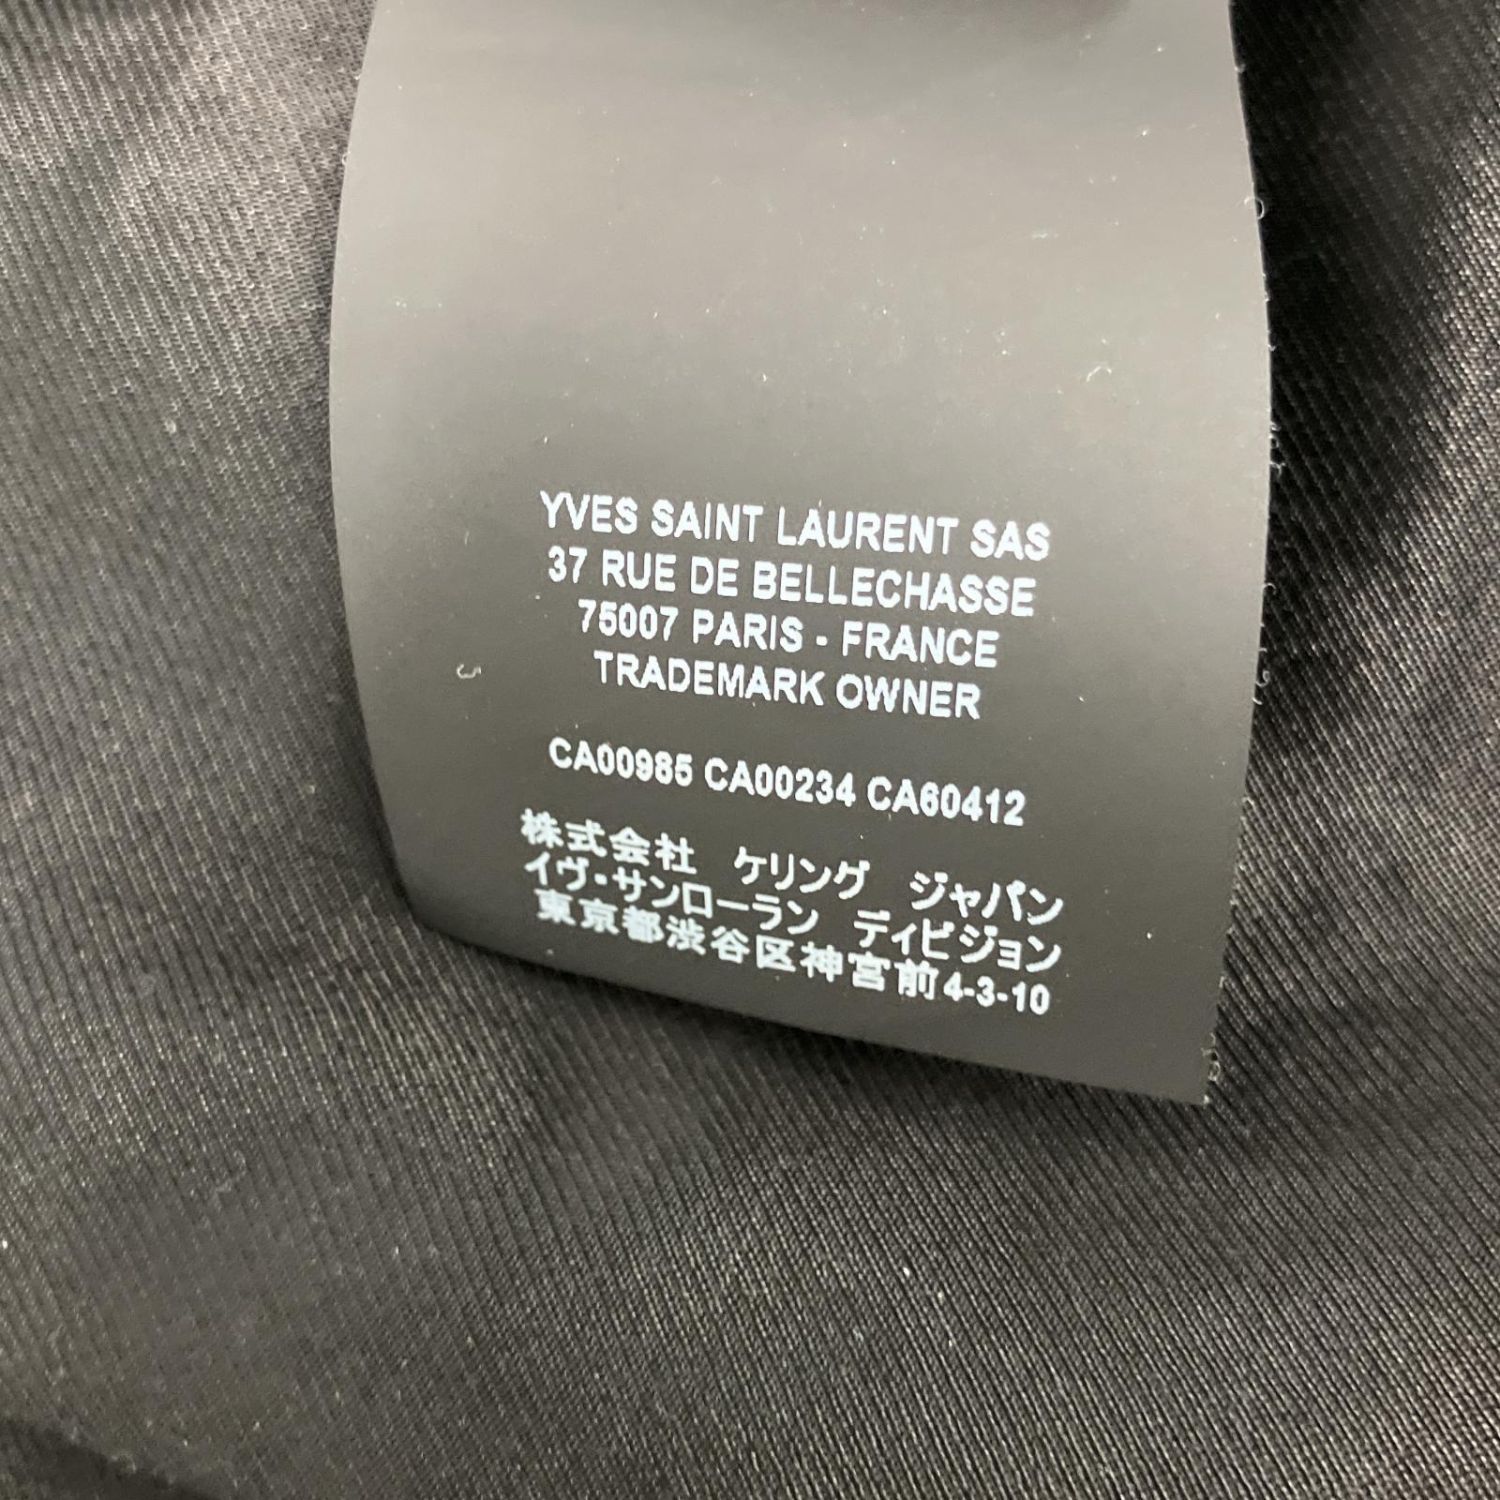 YVES SAINT LAURENT SAS
37 RUE DE BELLECHASSE
75007 PARIS - FRANCE
TRADEMARK OWNER
CA00985 CA00234 CA60412
株式会社 ケリング ジャパン
イヴ・サンローラン ディビジョン
東京都渋谷区神宮前4-3-10